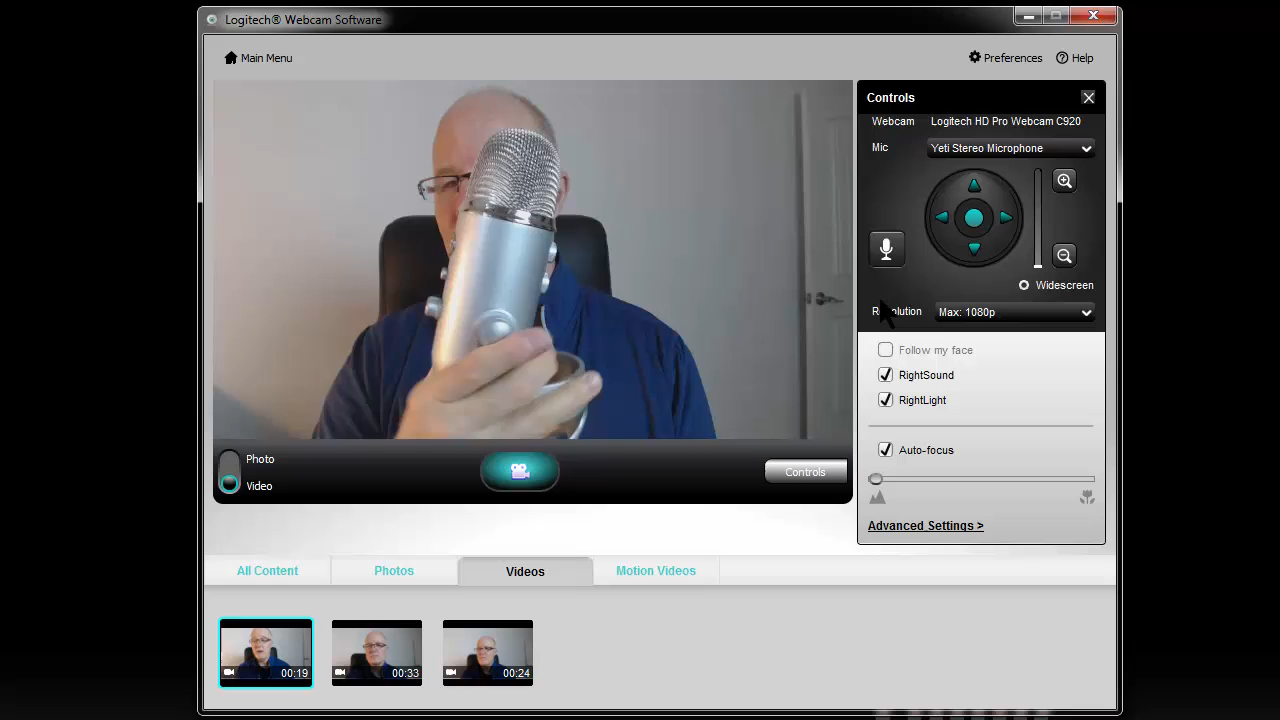 Logitech® Webcam Software
Main Menu
Preferences
Help
Controls
Webcam Logitech HD Pro Webcam C920
Mic Yeti Stereo Microphone
Widescreen
Max: 1080p
Follow my face
RightSound
RightLight
Auto-focus
Advanced Settings >
Photo
Video
Controls
All Content Photos Videos Motion Videos
00:19 00:33 00:24